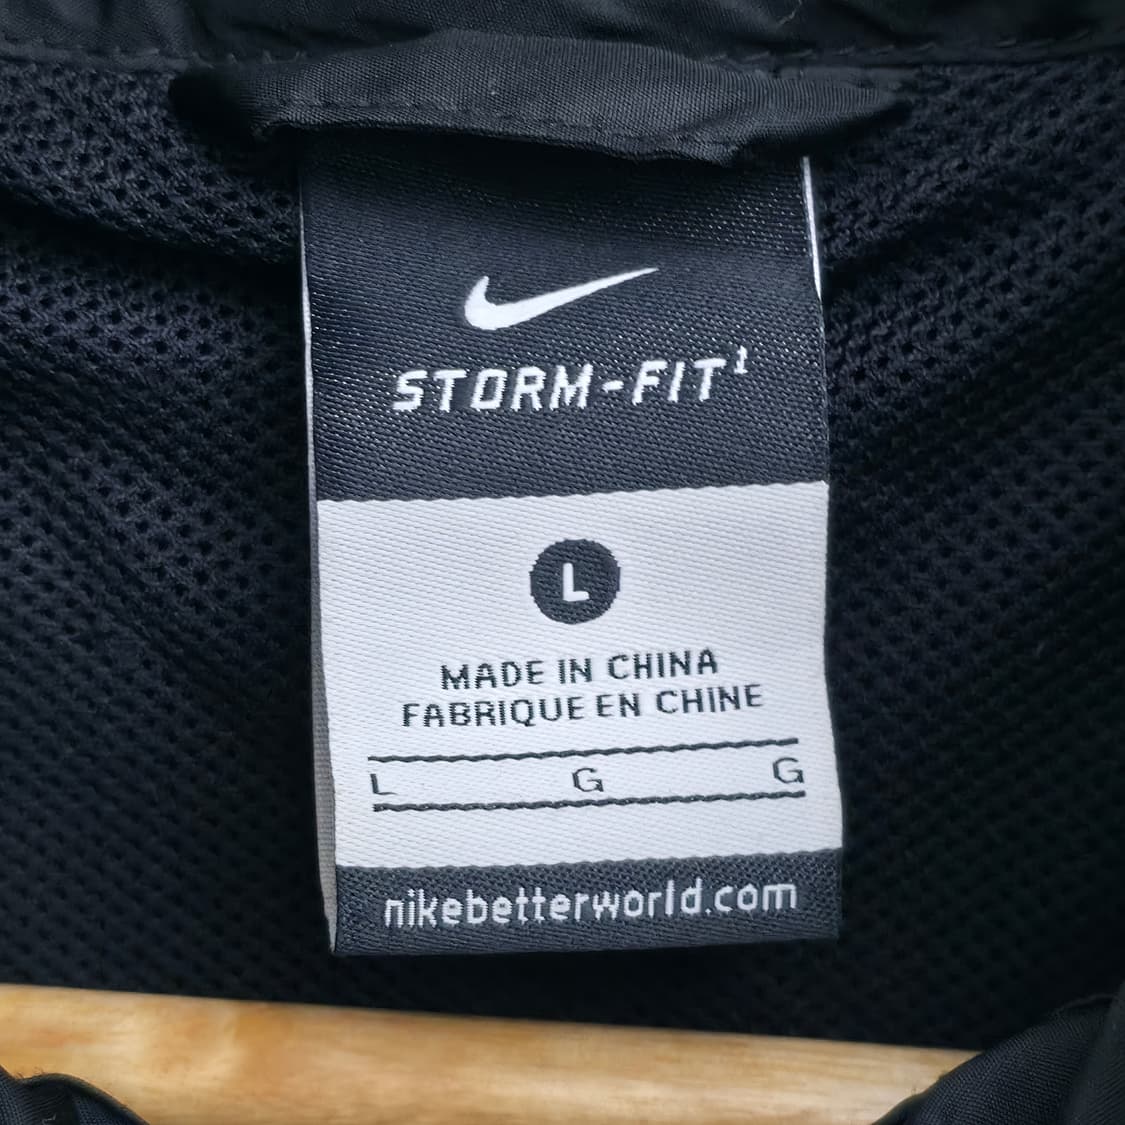 STORM-FIT¹
L
MADE IN CHINA
FABRIQUE EN CHINE
L G G
nikebetterworld.com